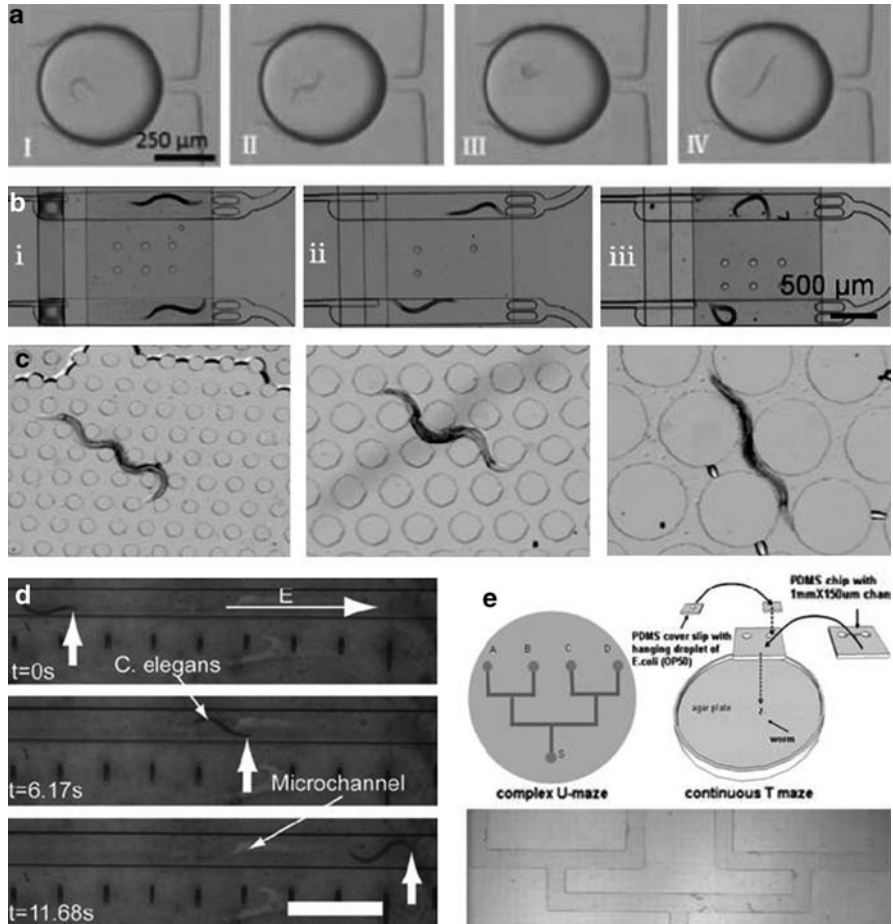 a
I
250 µm
II
III
IV
b
i
ii
iii
500 µm
c
d
E
t=0s
C. elegans
t=6.17s
Microchannel
t=11.68s
e
A
B
C
D
S
complex U-maze
PDMS cover slip with
hanging droplet of
E.coli (OP50)
PDMS chip with
1mmX150um chan
agar plate
worm
continuous T maze